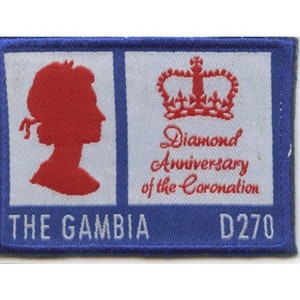 Diamond
Anniversary
of the Coronation
THE GAMBIA D270